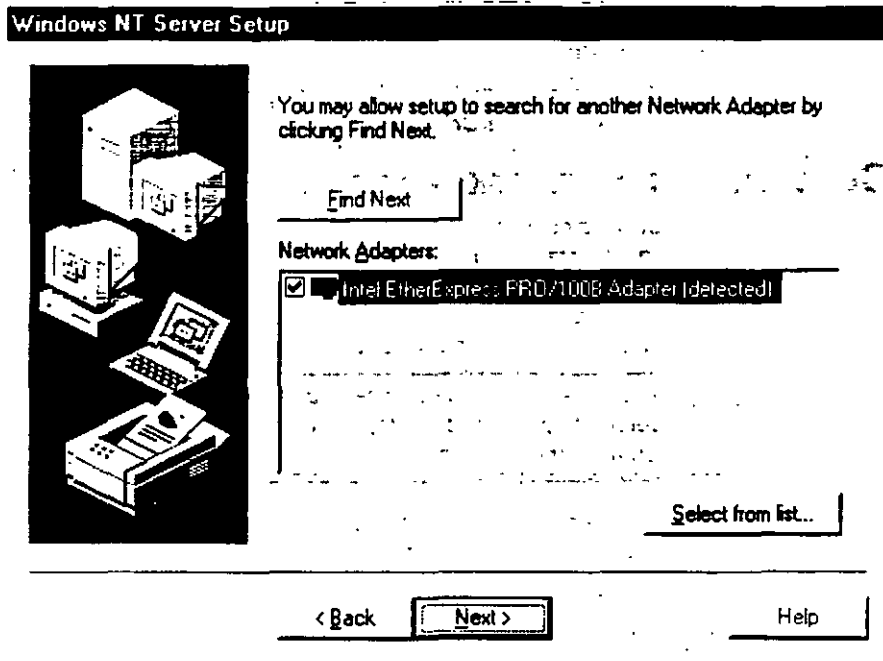 Windows NT Server Setup
You may allow setup to search for another Network Adapter by
clicking Find Next.
Find Next
Network Adapters:
Intel EtherExpress PRO/100B Adapter (detected)
Select from list...
< Back
Next >
Help